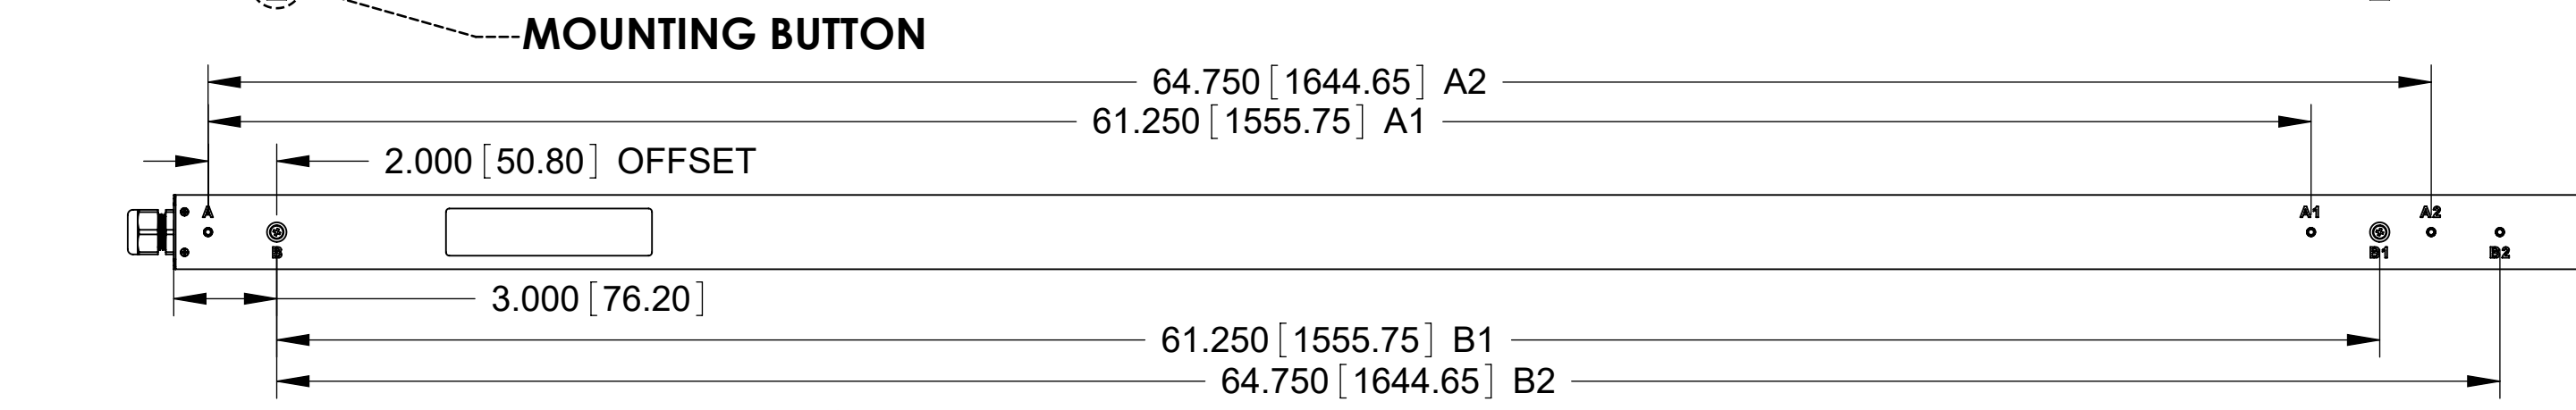 MOUNTING BUTTON
64.750 [1644.65] A2
61.250 [1555.75] A1
2.000 [50.80] OFFSET
A A1 A2
B B1 B2
3.000 [76.20]
61.250 [1555.75] B1
64.750 [1644.65] B2